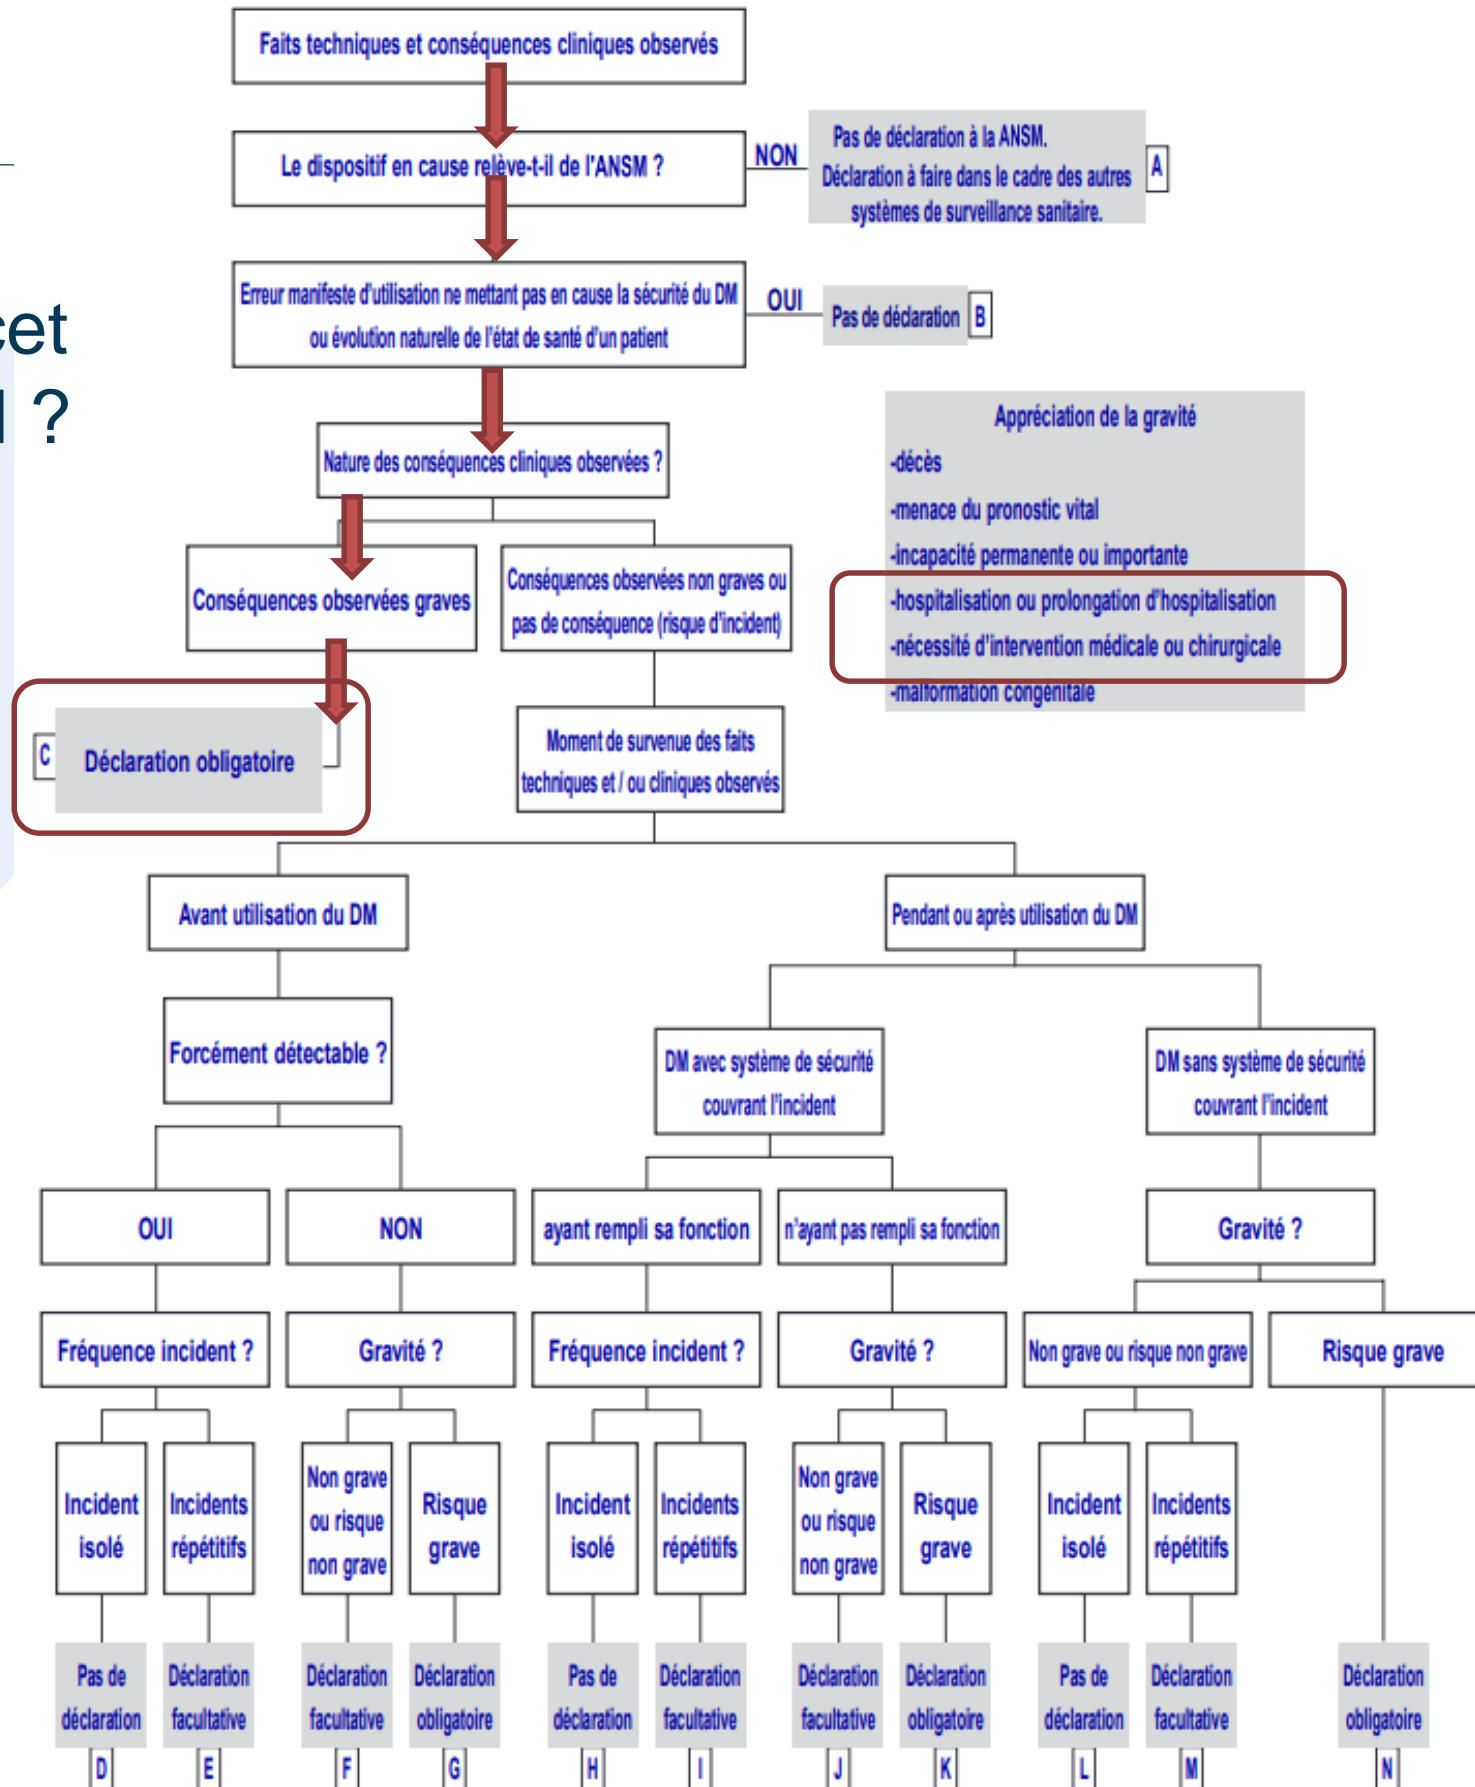 Faits techniques et conséquences cliniques observés
Le dispositif en cause relève-t-il de l'ANSM ?
NON
Pas de déclaration à la ANSM.
Déclaration à faire dans le cadre des autres
systèmes de surveillance sanitaire.
A
cet
?
Erreur manifeste d'utilisation ne mettant pas en cause la sécurité du DM
ou évolution naturelle de l'état de santé d'un patient
OUI
Pas de déclaration
B
Nature des conséquences cliniques observées ?
Appréciation de la gravité
-décès
-menace du pronostic vital
-incapacité permanente ou importante
-hospitalisation ou prolongation d'hospitalisation
-nécessité d'intervention médicale ou chirurgicale
-malformation congénitale
Conséquences observées graves
Conséquences observées non graves ou
pas de conséquence (risque d'incident)
C
Déclaration obligatoire
Moment de survenue des faits
techniques et / ou cliniques observés
Avant utilisation du DM
Pendant ou après utilisation du DM
Forcément détectable ?
DM avec système de sécurité
couvrant l'incident
DM sans système de sécurité
couvrant l'incident
OUI
NON
ayant rempli sa fonction
n'ayant pas rempli sa fonction
Gravité ?
Fréquence incident ?
Gravité ?
Fréquence incident ?
Gravité ?
Non grave ou risque non grave
Risque grave
Incident
isolé
Incidents
répétitifs
Non grave
ou risque
non grave
Risque
grave
Incident
isolé
Incidents
répétitifs
Non grave
ou risque
non grave
Risque
grave
Incident
isolé
Incidents
répétitifs
Pas de
déclaration
Déclaration
facultative
Déclaration
facultative
Déclaration
obligatoire
Pas de
déclaration
Déclaration
facultative
Déclaration
facultative
Déclaration
obligatoire
Pas de
déclaration
Déclaration
facultative
Déclaration
obligatoire
D
E
F
G
H
I
J
K
L
M
N